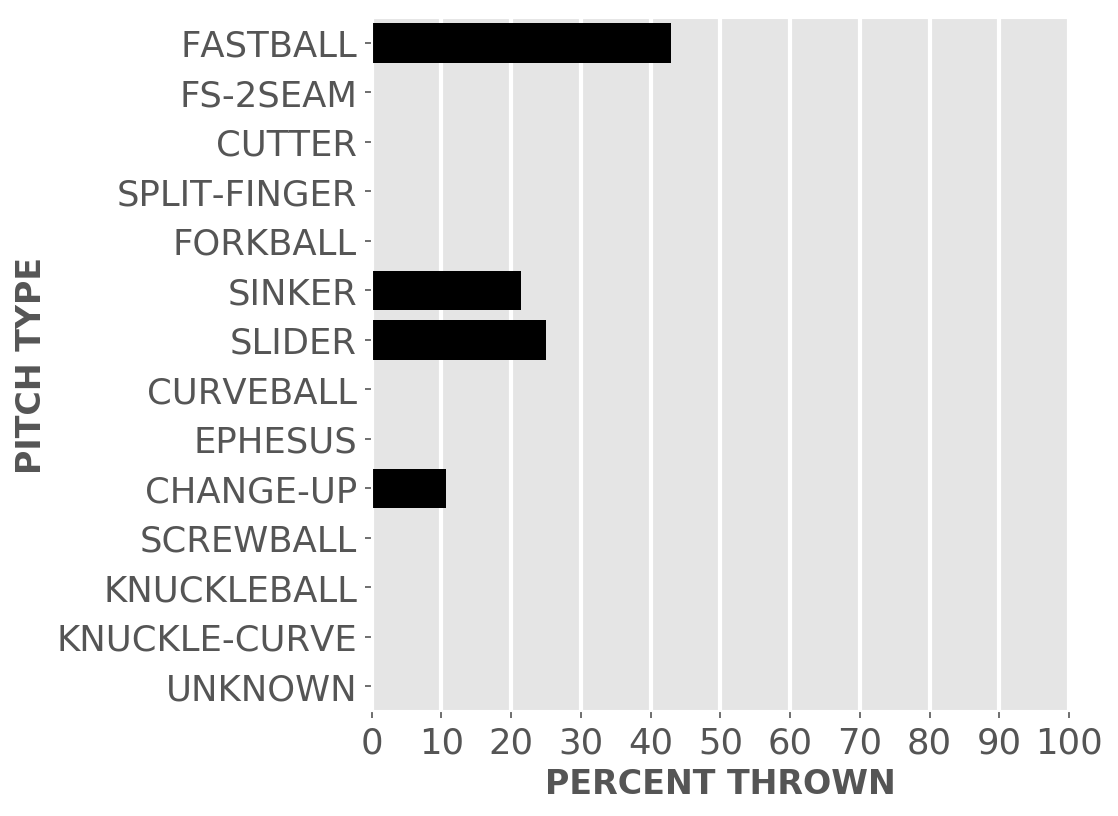 FASTBALL
FS-2SEAM
CUTTER
SPLIT-FINGER
FORKBALL
SINKER
SLIDER
CURVEBALL
EPHESUS
CHANGE-UP
SCREWBALL
KNUCKLEBALL
KNUCKLE-CURVE
UNKNOWN
PITCH TYPE
0 10 20 30 40 50 60 70 80 90 100
PERCENT THROWN